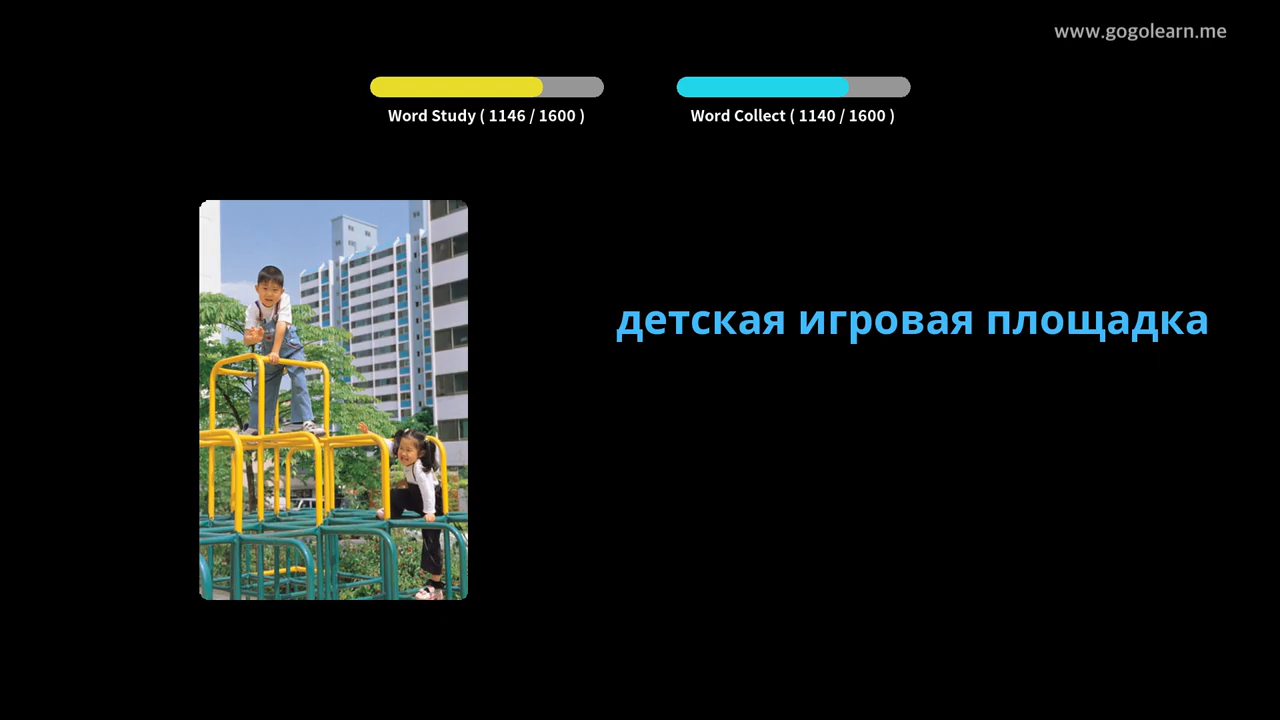 www.gogolearn.me
Word Study ( 1146 / 1600 )
Word Collect ( 1140 / 1600 )
детская игровая площадка